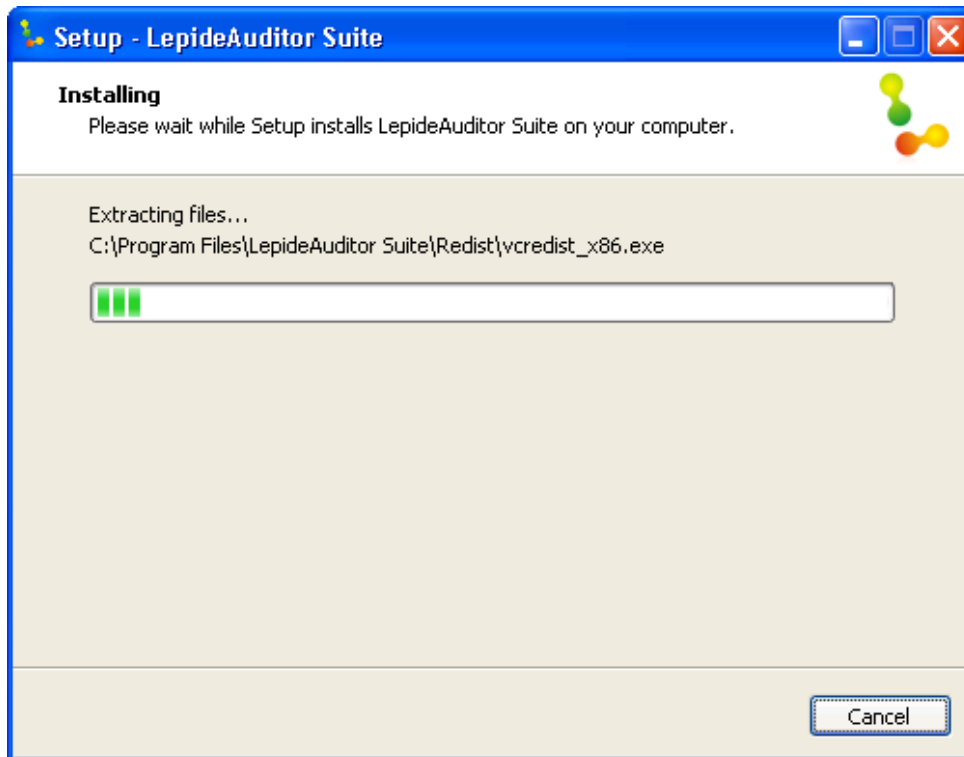 Setup - LepideAuditor Suite
Installing
Please wait while Setup installs LepideAuditor Suite on your computer.
Extracting files...
C:\Program Files\LepideAuditor Suite\Redist\vcredist_x86.exe
Cancel